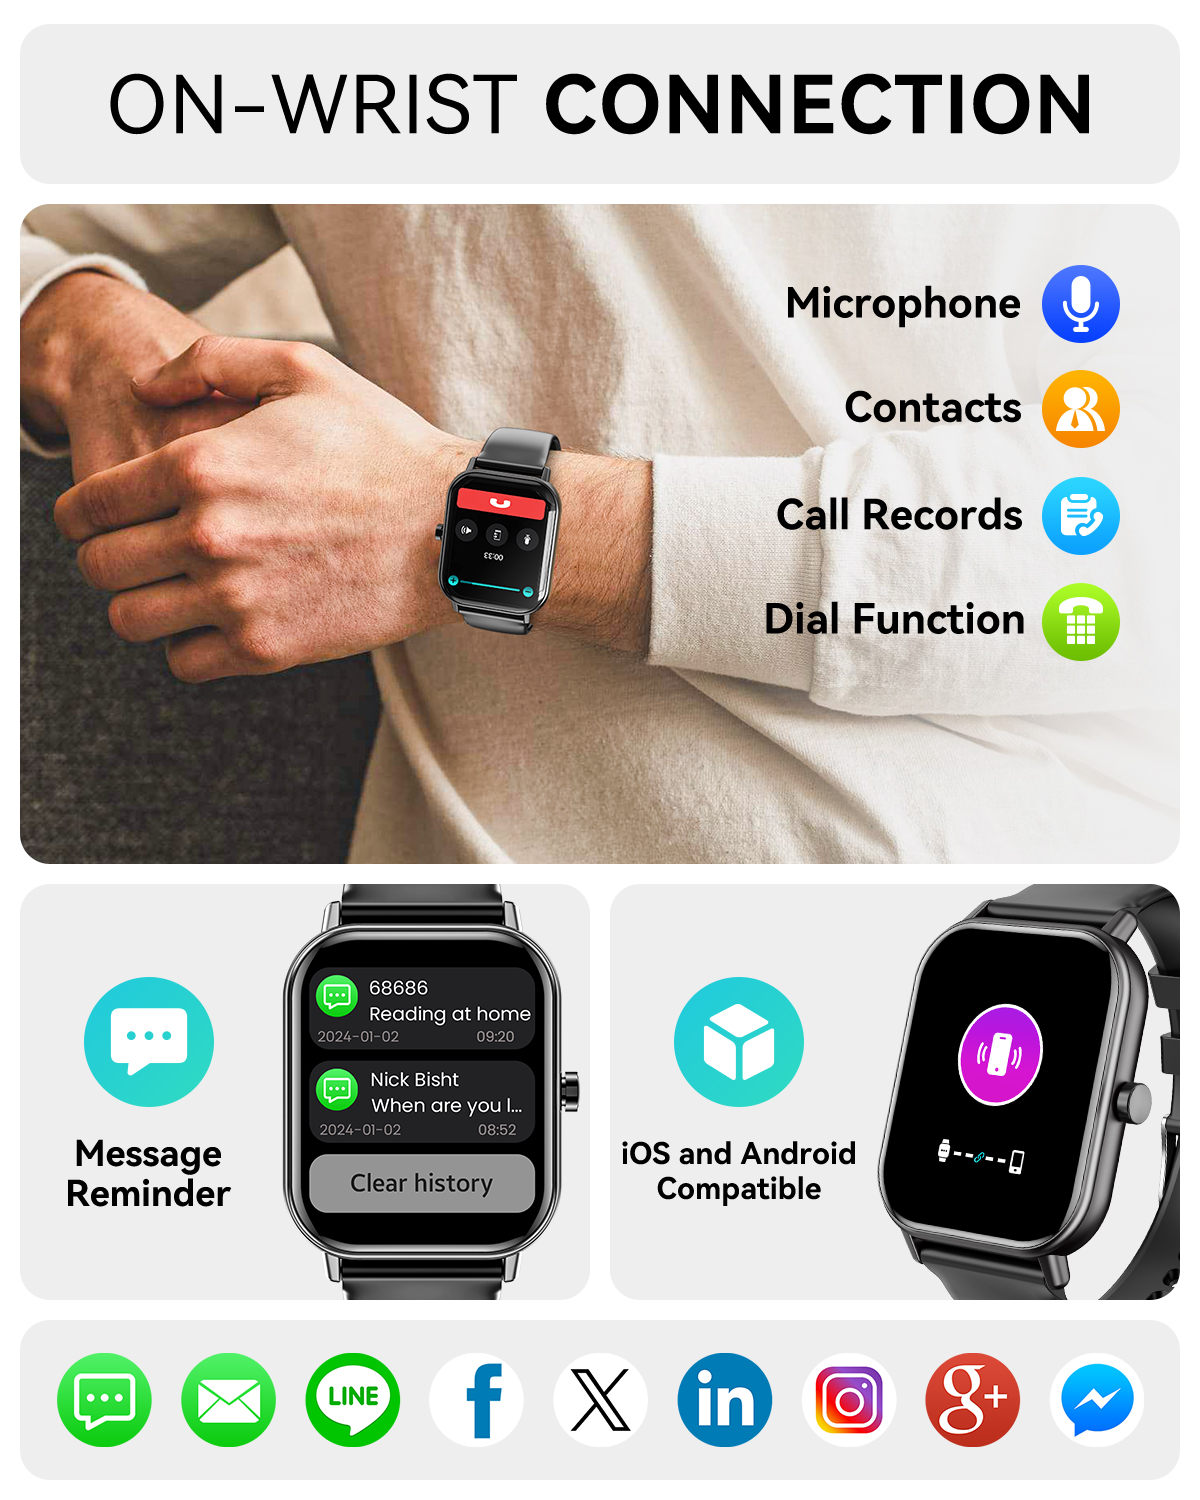 ON-WRIST CONNECTION
Microphone
Contacts
Call Records
Dial Function
00:33
68686
Reading at home
2024-01-02 09:20
Nick Bisht
When are you l...
2024-01-02 08:52
Clear history
Message
Reminder
iOS and Android
Compatible
LINE
f
X
in
g+